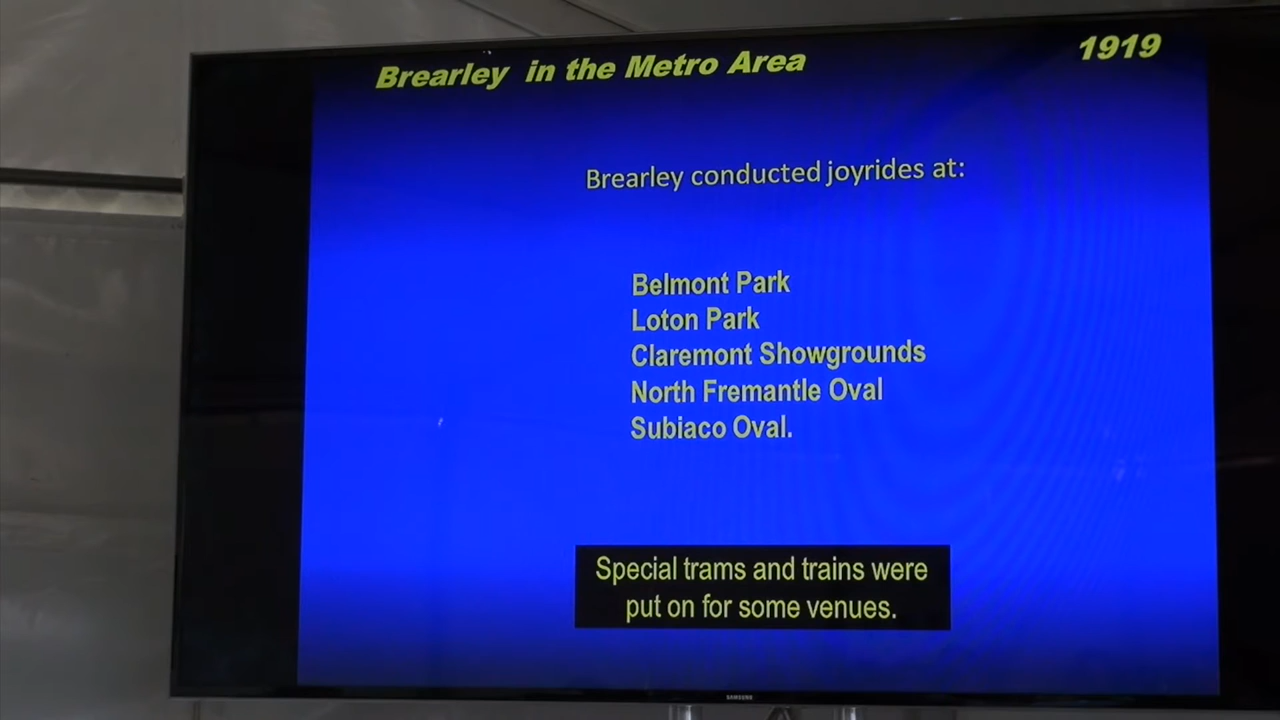 Brearley in the Metro Area
1919
Brearley conducted joyrides at:
Belmont Park
Loton Park
Claremont Showgrounds
North Fremantle Oval
Subiaco Oval.
Special trams and trains were
put on for some venues.
SAMSUNG